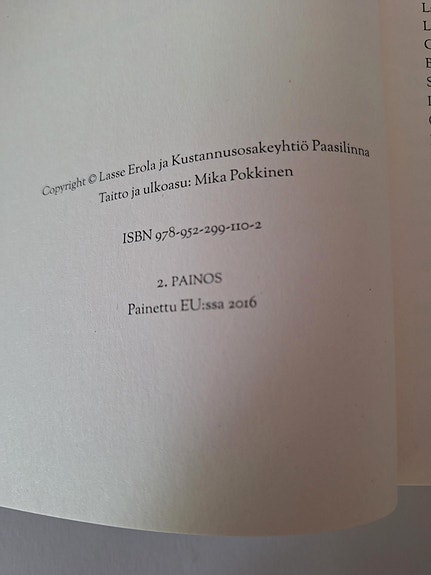 Copyright © Lasse Erola ja Kustannusosakeyhtiö Paasilinna
Taitto ja ulkoasu: Mika Pokkinen
ISBN 978-952-299-110-2
2. PAINOS
Painettu EU:ssa 2016